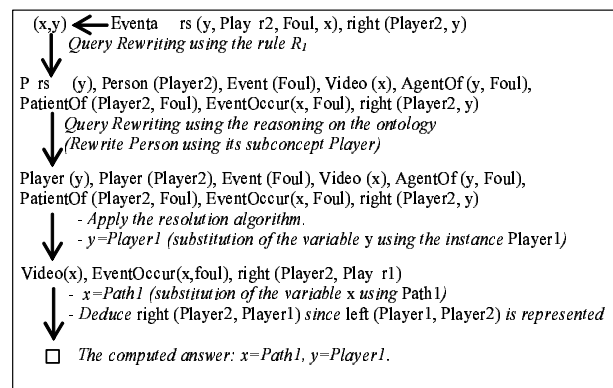 (x,y) Eventa rs (y, Play r2, Foul, x), right (Player2, y)
Query Rewriting using the rule R1
P rs (y), Person (Player2), Event (Foul), Video (x), AgentOf (y, Foul),
PatientOf (Player2, Foul), EventOccur(x, Foul), right (Player2, y)
Query Rewriting using the reasoning on the ontology
(Rewrite Person using its subconcept Player)
Player (y), Player (Player2), Event (Foul), Video (x), AgentOf (y, Foul),
PatientOf (Player2, Foul), EventOccur(x, Foul), right (Player2, y)
- Apply the resolution algorithm.
- y=Player1 (substitution of the variable y using the instance Player1)
Video(x), EventOccur(x,foul), right (Player2, Play r1)
- x=Path1 (substitution of the variable x using Path1)
- Deduce right (Player2, Player1) since left (Player1, Player2) is represented
The computed answer: x=Path1, y=Player1.